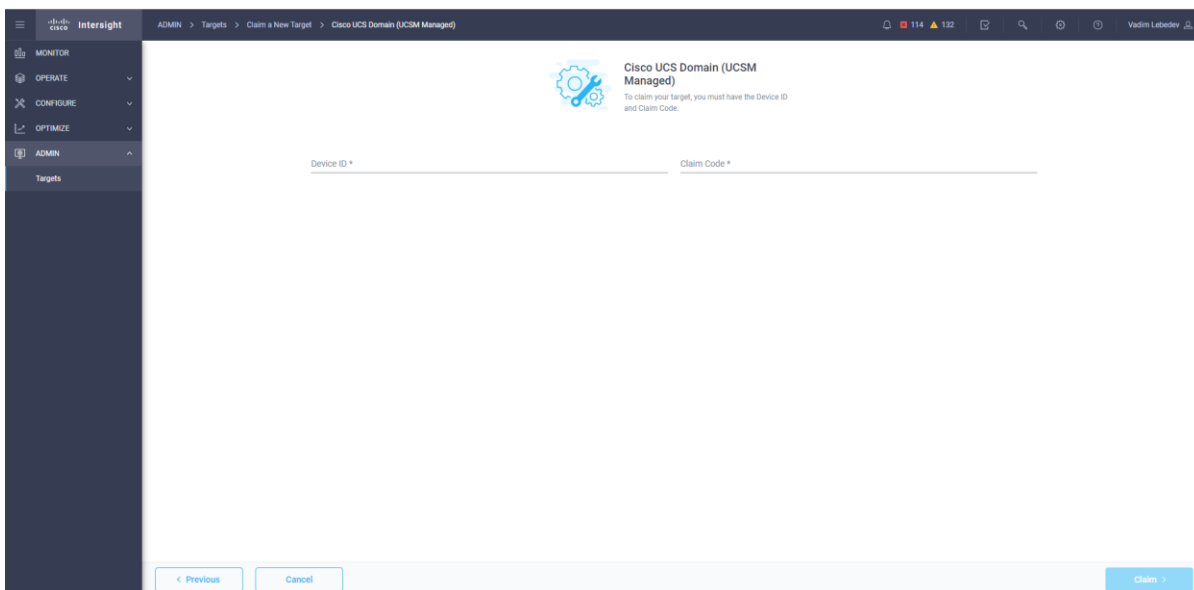 cisco Intersight
ADMIN > Targets > Claim a New Target > Cisco UCS Domain (UCSM Managed)
114 132
Vadim Lebedev
MONITOR
OPERATE
CONFIGURE
OPTIMIZE
ADMIN
Targets
Cisco UCS Domain (UCSM
Managed)
To claim your target, you must have the Device ID
and Claim Code.
Device ID *
Claim Code *
< Previous
Cancel
Claim >